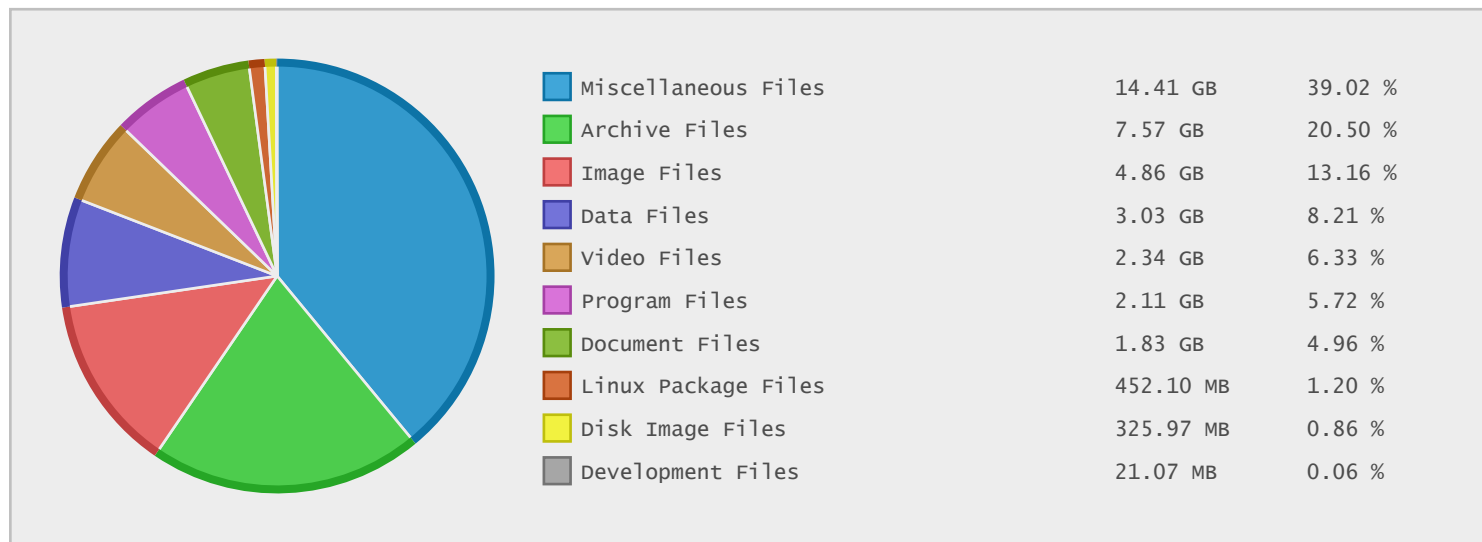 Miscellaneous Files 14.41 GB 39.02 %
Archive Files 7.57 GB 20.50 %
Image Files 4.86 GB 13.16 %
Data Files 3.03 GB 8.21 %
Video Files 2.34 GB 6.33 %
Program Files 2.11 GB 5.72 %
Document Files 1.83 GB 4.96 %
Linux Package Files 452.10 MB 1.20 %
Disk Image Files 325.97 MB 0.86 %
Development Files 21.07 MB 0.06 %